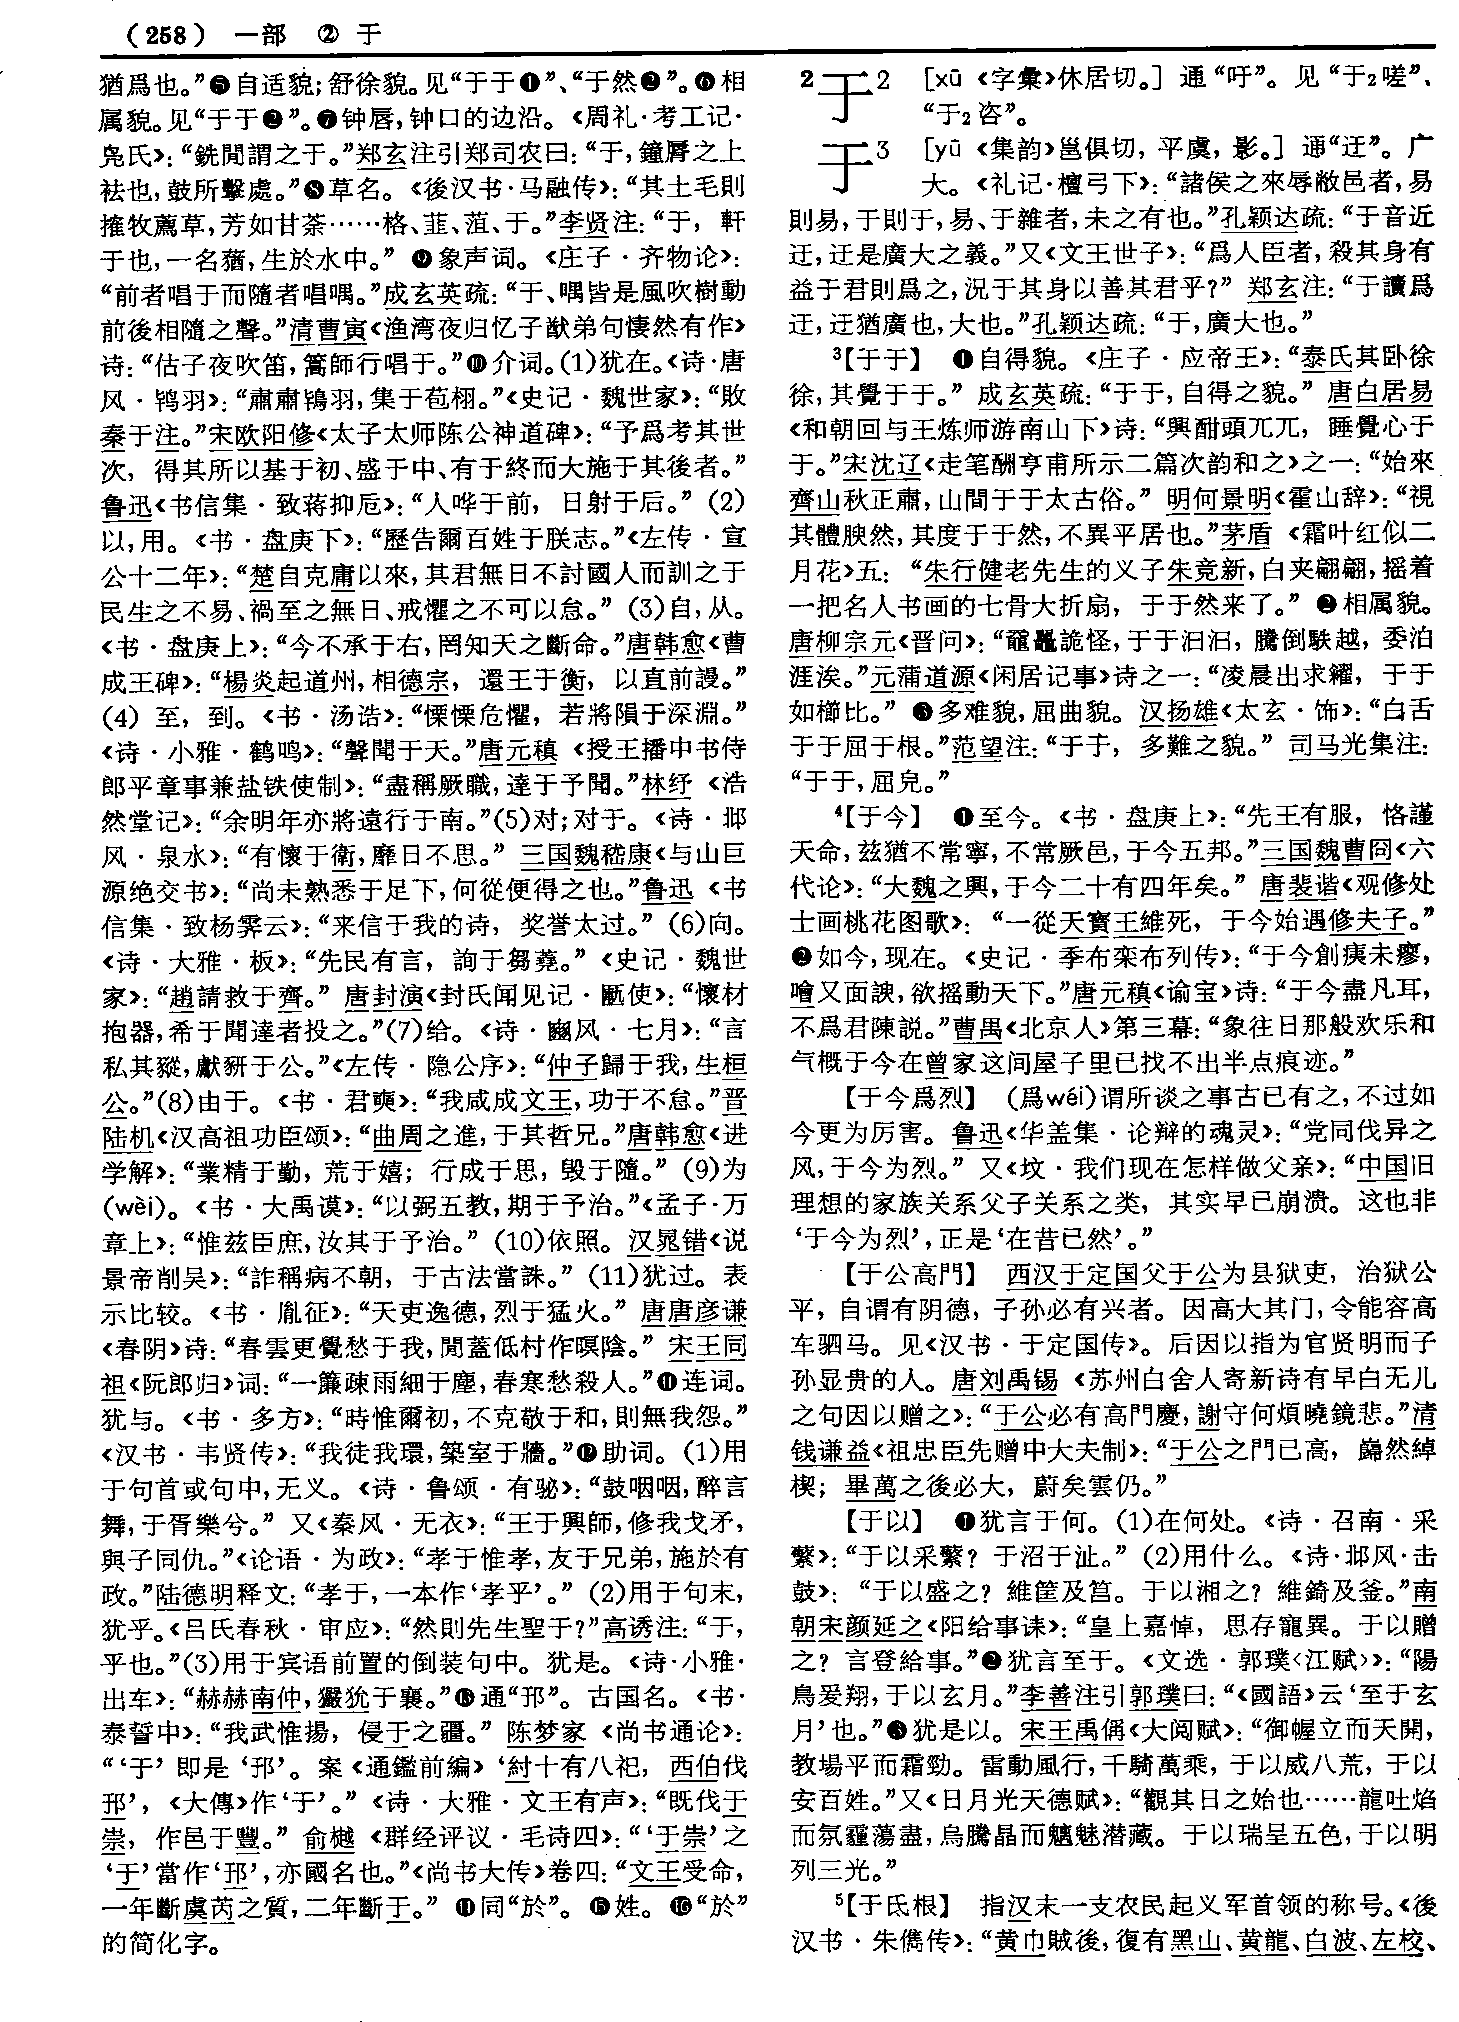 （258） 一部 ② 于
猶爲也。”❺自适貌；舒徐貌。见“于于❶”、“于然❷”。❻相
属貌。见“于于❷”。❼钟唇，钟口的边沿。《周礼·考工记·
凫氏》：“銑閒謂之于。”郑玄注引郑司农曰：“于，鐘脣之上
袪也，鼓所擊處。”❽草名。《後汉书·马融传》：“其土毛則
搉牧薦草，芳如甘荼……格、韮、菹、于。”李贤注：“于，軒
于也，一名蕕，生於水中。”❾象声词。《庄子·齐物论》：
“前者唱于而隨者唱喁。”成玄英疏：“于、喁皆是風吹樹動
前後相隨之聲。”清曹寅《渔湾夜归忆子猷弟句悽然有作》
诗：“估子夜吹笛，篙師行唱于。”❿介词。(1)犹在。《诗·唐
风·鸨羽》：“肅肅鴇羽，集于苞栩。”《史记·魏世家》：“敗
秦于注。”宋欧阳修《太子太师陈公神道碑》：“予爲考其世
次，得其所以基于初、盛于中、有于終而大施于其後者。”
鲁迅《书信集·致蒋抑卮》：“人哗于前，日射于后。”(2)
以，用。《书·盘庚下》：“歷告爾百姓于朕志。”《左传·宣
公十二年》：“楚自克庸以來，其君無日不討國人而訓之于
民生之不易、禍至之無日、戒懼之不可以怠。”(3)自，从。
《书·盘庚上》：“今不承于右，罔知天之斷命。”唐韩愈《曹
成王碑》：“楊炎起道州，相德宗，還王于衡，以直前謾。”
(4) 至，到。《书·汤诰》：“慄慄危懼，若將隕于深淵。”
《诗·小雅·鹤鸣》：“聲聞于天。”唐元稹《授王播中书侍
郎平章事兼盐铁使制》：“盡稱厥職，達于予聞。”林纾《浩
然堂记》：“余明年亦將遠行于南。”(5)对；对于。《诗·邶
风·泉水》：“有懷于衛，靡日不思。”三国魏嵇康《与山巨
源绝交书》：“尚未熟悉于足下，何從便得之也。”鲁迅《书
信集·致杨霁云》：“来信于我的诗，奖誉太过。”(6)向。
《诗·大雅·板》：“先民有言，詢于芻蕘。”《史记·魏世
家》：“趙請救于齊。”唐封演《封氏闻见记·匭使》：“懷材
抱器，希于聞達者投之。”(7)给。《诗·豳风·七月》：“言
私其豵，獻豜于公。”《左传·隐公序》：“仲子歸于我，生桓
公。”(8)由于。《书·君奭》：“我咸成文王，功于不怠。”晋
陆机《汉高祖功臣颂》：“曲周之進，于其哲兄。”唐韩愈《进
学解》：“業精于勤，荒于嬉；行成于思，毁于隨。”(9)为
(wèi)。《书·大禹谟》：“以弼五教，期于予治。”《孟子·万
章上》：“惟兹臣庶，汝其于予治。”(10)依照。汉晁错《说
景帝削吴》：“詐稱病不朝，于古法當誅。”(11)犹过。表
示比较。《书·胤征》：“天吏逸德，烈于猛火。”唐唐彦谦
《春阴》诗：“春雲更覺愁于我，閒蓋低村作暝陰。”宋王同
祖《阮郎归》词：“一簾疎雨細于塵，春寒愁殺人。”⓫连词。
犹与。《书·多方》：“時惟爾初，不克敬于和，則無我怨。”
《汉书·韦贤传》：“我徒我環，築室于牆。”⓬助词。(1)用
于句首或句中，无义。《诗·鲁颂·有駜》：“鼓咽咽，醉言
舞，于胥樂兮。”又《秦风·无衣》：“王于興師，修我戈矛，
與子同仇。”《论语·为政》：“孝于惟孝，友于兄弟，施於有
政。”陆德明释文：“孝于，一本作‘孝乎’。”(2)用于句末，
犹乎。《吕氏春秋·审应》：“然則先生聖于？”高诱注：“于，
乎也。”(3)用于宾语前置的倒装句中。犹是。《诗·小雅·
出车》：“赫赫南仲，玁狁于襄。”⓭通“邘”。古国名。《书·
泰誓中》：“我武惟揚，侵于之疆。”陈梦家《尚书通论》：
“‘于’即是‘邘’。案《通鑑前编》‘紂十有八祀，西伯伐
邘’，《大傳》作‘于’。”《诗·大雅·文王有声》：“既伐于
崇，作邑于豐。”俞樾《群经评议·毛诗四》：“‘于崇’之
‘于’當作‘邘’，亦國名也。”《尚书大传》卷四：“文王受命，
一年斷虞芮之質，二年斷于。”⓮同“於”。⓯姓。⓰“於”
的简化字。
2于2 [xū《字彙》休居切。] 通“吁”。见“于₂嗟”、
“于₂咨”。
于3 [yū《集韵》邕俱切，平虞，影。] 通“迂”。广
大。《礼记·檀弓下》：“諸侯之來辱敝邑者，易
則易，于則于，易、于雜者，未之有也。”孔颖达疏：“于音近
迂，迂是廣大之義。”又《文王世子》：“爲人臣者，殺其身有
益于君則爲之，況于其身以善其君乎？”郑玄注：“于讀爲
迂，迂猶廣也，大也。”孔颖达疏：“于，廣大也。”
³【于于】 ❶自得貌。《庄子·应帝王》：“泰氏其卧徐
徐，其覺于于。”成玄英疏：“于于，自得之貌。”唐白居易
《和朝回与王炼师游南山下》诗：“興酣頭兀兀，睡覺心于
于。”宋沈辽《走笔酬亨甫所示二篇次韵和之》之一：“始來
齊山秋正肅，山間于于太古俗。”明何景明《霍山辞》：“視
其體腴然，其度于于然，不異平居也。”茅盾《霜叶红似二
月花》五：“朱行健老先生的义子朱竞新，白夹翩翩，摇着
一把名人书画的七骨大折扇，于于然来了。”❷相属貌。
唐柳宗元《晋问》：“黿鼉詭怪，于于汩汩，騰倒駃越，委泊
涯涘。”元蒲道源《闲居记事》诗之一：“凌晨出求糴，于于
如櫛比。”❸多难貌，屈曲貌。汉扬雄《太玄·饰》：“白舌
于于屈于根。”范望注：“于于，多難之貌。”司马光集注：
“于于，屈皃。”
⁴【于今】 ❶至今。《书·盘庚上》：“先王有服，恪謹
天命，兹猶不常寧，不常厥邑，于今五邦。”三国魏曹冏《六
代论》：“大魏之興，于今二十有四年矣。”唐裴谐《观修处
士画桃花图歌》：“一從天寶王維死，于今始遇修夫子。”
❷如今，现在。《史记·季布栾布列传》：“于今創痍未瘳，
噲又面諛，欲摇動天下。”唐元稹《谕宝》诗：“于今盡凡耳，
不爲君陳説。”曹禺《北京人》第三幕：“象往日那般欢乐和
气概于今在曾家这间屋子里已找不出半点痕迹。”
【于今爲烈】 (爲wéi)谓所谈之事古已有之，不过如
今更为厉害。鲁迅《华盖集·论辩的魂灵》：“党同伐异之
风，于今为烈。”又《坟·我们现在怎样做父亲》：“中国旧
理想的家族关系父子关系之类，其实早已崩溃。这也非
‘于今为烈’，正是‘在昔已然’。”
【于公高門】 西汉于定国父于公为县狱吏，治狱公
平，自谓有阴德，子孙必有兴者。因高大其门，令能容高
车驷马。见《汉书·于定国传》。后因以指为官贤明而子
孙显贵的人。唐刘禹锡《苏州白舍人寄新诗有早白无儿
之句因以赠之》：“于公必有高門慶，謝守何煩曉鏡悲。”清
钱谦益《祖忠臣先赠中大夫制》：“于公之門已高，巋然綽
楔；畢萬之後必大，蔚矣雲仍。”
【于以】 ❶犹言于何。(1)在何处。《诗·召南·采
蘩》：“于以采蘩？于沼于沚。”(2)用什么。《诗·邶风·击
鼓》：“于以盛之？維筐及筥。于以湘之？維錡及釜。”南
朝宋颜延之《阳给事诔》：“皇上嘉悼，思存寵異。于以赠
之？言登給事。”❷犹言至于。《文选·郭璞〈江赋〉》：“陽
鳥爰翔，于以玄月。”李善注引郭璞曰：“《國語》云‘至于玄
月’也。”❸犹是以。宋王禹偁《大阅赋》：“御幄立而天開，
教場平而霜勁。雷動風行，千騎萬乘，于以威八荒，于以
安百姓。”又《日月光天德赋》：“觀其日之始也……龍吐焰
而氛霾蕩盡，烏騰晶而魑魅潛藏。于以瑞呈五色，于以明
列三光。”
⁵【于氐根】 指汉末一支农民起义军首领的称号。《後
汉书·朱儁传》：“黄巾贼後，復有黑山、黄龍、白波、左校、